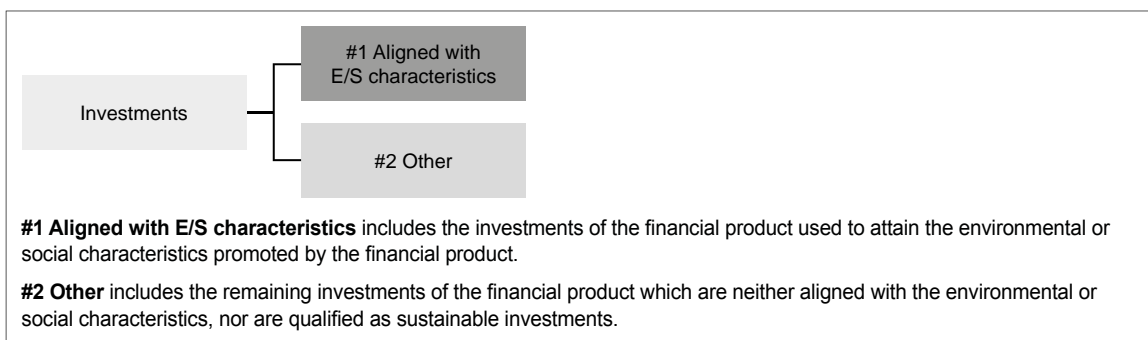 #1 Aligned with
E/S characteristics
Investments
#2 Other
#1 Aligned with E/S characteristics includes the investments of the financial product used to attain the environmental or
social characteristics promoted by the financial product.
#2 Other includes the remaining investments of the financial product which are neither aligned with the environmental or
social characteristics, nor are qualified as sustainable investments.